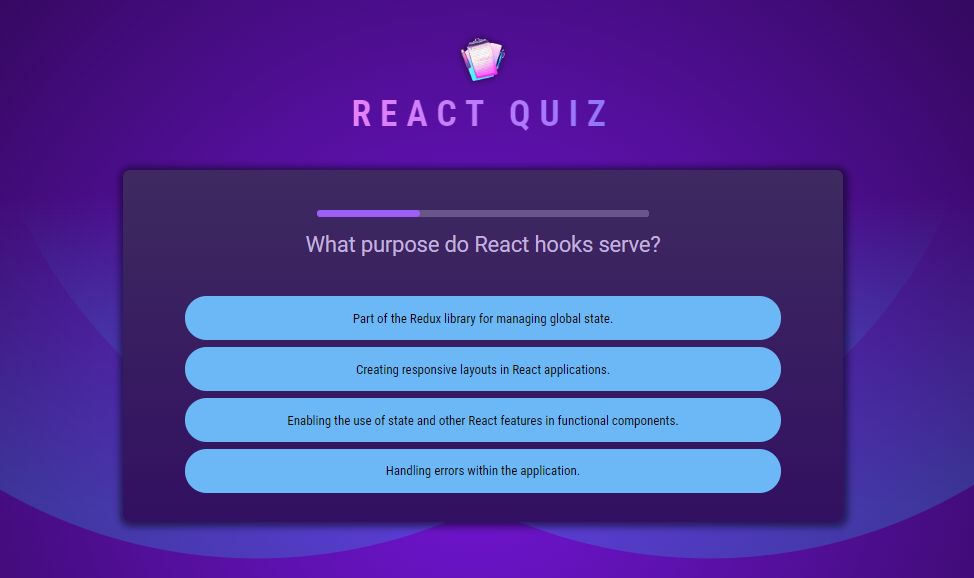 REACT QUIZ
What purpose do React hooks serve?
Part of the Redux library for managing global state.
Creating responsive layouts in React applications.
Enabling the use of state and other React features in functional components.
Handling errors within the application.